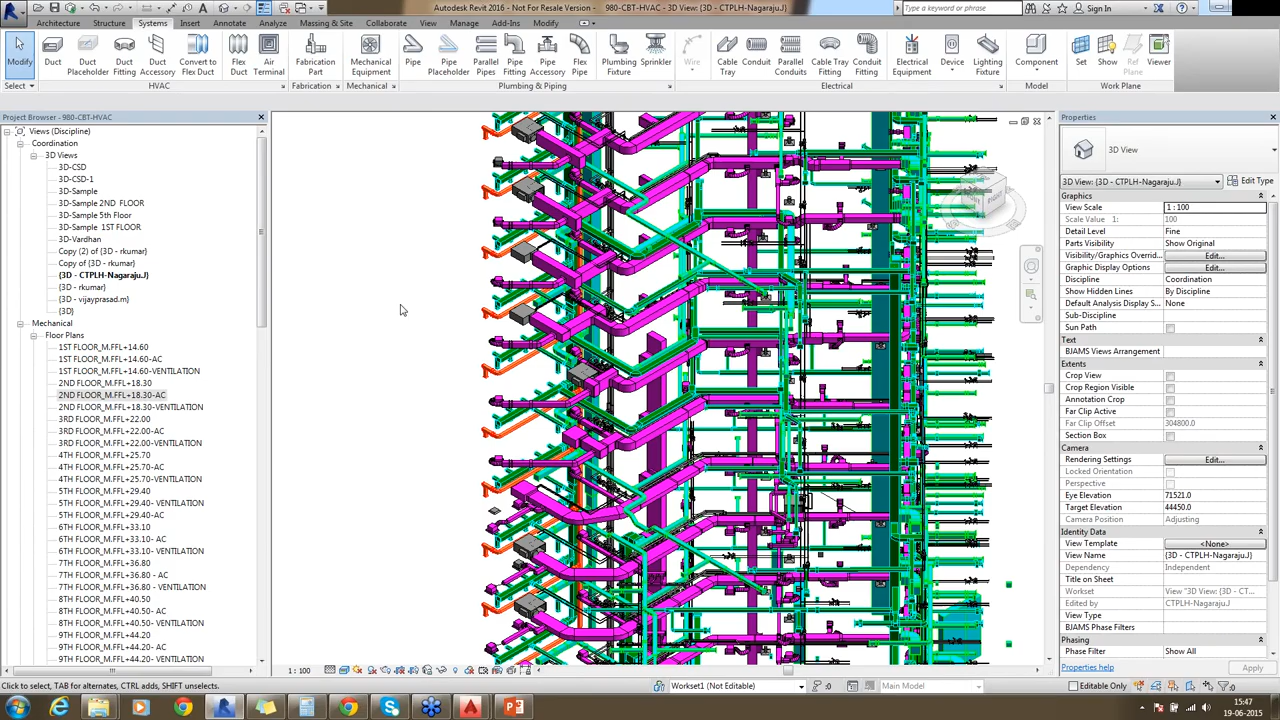 Autodesk Revit 2016 - Not For Resale Version -    980-CBT-HVAC - 3D View: {3D - CTPLH-Nagaraju.J}
Type a keyword or phrase
Sign In
Architecture Structure Systems Insert Annotate Analyze Massing & Site Collaborate View Manage Add-Ins Modify
Modify
Duct
Duct Placeholder
Duct Fitting
Duct Accessory
Convert to Flex Duct
Flex Duct
Air Terminal
Fabrication Part
Mechanical Equipment
Pipe
Pipe Placeholder
Parallel Pipes
Pipe Fitting
Pipe Accessory
Flex Pipe
Plumbing Fixture
Sprinkler
Wire
Cable Tray
Conduit
Parallel Conduits
Cable Tray Fitting
Conduit Fitting
Electrical Equipment
Device
Lighting Fixture
Component
Set
Show
Ref Plane
Viewer
Select HVAC Fabrication Mechanical Plumbing & Piping Electrical Model Work Plane
Project Browser - 980-CBT-HVAC
Views (Discipline)
Coordination
3D Views
3D-CSD
3D-CSD-1
3D-Sample
3D-Sample 2ND FLOOR
3D-Sample 5th Floor
3D-Sample 1ST FLOOR
3D-Vardhan
Copy (2) of {3D - rkumar}
Copy of {3D - rkumar}
{3D - CTPLH-Nagaraju.J}
{3D - rkumar}
{3D - vijayprasad.m}
{3D}
Mechanical
Floor Plans
1ST FLOOR_M.FFL+14.60
1ST FLOOR_M.FFL+14.60-AC
1ST FLOOR_M.FFL+14.60-VENTILATION
2ND FLOOR_M.FFL+18.30
2ND FLOOR_M.FFL+18.30-AC
2ND FLOOR_M.FFL+18.30-VENTILATION
3RD FLOOR_M.FFL+22.00
3RD FLOOR_M.FFL+22.00-AC
3RD FLOOR_M.FFL+22.00-VENTILATION
4TH FLOOR_M.FFL+25.70
4TH FLOOR_M.FFL+25.70-AC
4TH FLOOR_M.FFL+25.70-VENTILATION
5TH FLOOR_M.FFL+29.40
5TH FLOOR_M.FFL+29.40-VENTILATION
5TH FLOOR_M.FFL+29.40-AC
6TH FLOOR_M.FFL+33.10
6TH FLOOR_M.FFL+33.10- AC
6TH FLOOR_M.FFL+33.10- VENTILATION
7TH FLOOR_M.FFL+36.80
7TH FLOOR_M.FFL+36.80 - AC
7TH FLOOR_M.FFL+36.80 - VENTILATION
8TH FLOOR_M.FFL+40.50
8TH FLOOR_M.FFL+40.50- AC
8TH FLOOR_M.FFL+40.50- VENTILATION
9TH FLOOR_M.FFL+44.20
9TH FLOOR_M.FFL+44.20- AC
9TH FLOOR_M.FFL+44.20- VENTILATION
RIGHT
1 : 100
Properties
3D View
3D View: {3D - CTPLH-Nagaraju.J}
Edit Type
Graphics
View Scale 1 : 100
Scale Value 1: 100
Detail Level Fine
Parts Visibility Show Original
Visibility/Graphics Overrid... Edit...
Graphic Display Options Edit...
Discipline Coordination
Show Hidden Lines By Discipline
Default Analysis Display S... None
Sub-Discipline
Sun Path
Text
BJAMS Views Arrangement
Extents
Crop View
Crop Region Visible
Annotation Crop
Far Clip Active
Far Clip Offset 304800.0
Section Box
Camera
Rendering Settings Edit...
Locked Orientation
Perspective
Eye Elevation 71521.0
Target Elevation 44450.0
Camera Position Adjusting
Identity Data
View Template <None>
View Name {3D - CTPLH-Nagaraju.J}
Dependency Independent
Title on Sheet
Workset View "3D View: {3D - CT...
Edited by CTPLH-Nagaraju.J
View Type
BJAMS Phase Filters
Phasing
Phase Filter Show All
Properties help
Apply
Click to select, TAB for alternates, CTRL adds, SHIFT unselects.
Workset1 (Not Editable)
:0
Main Model
Editable Only
:0
15:47
19-06-2015